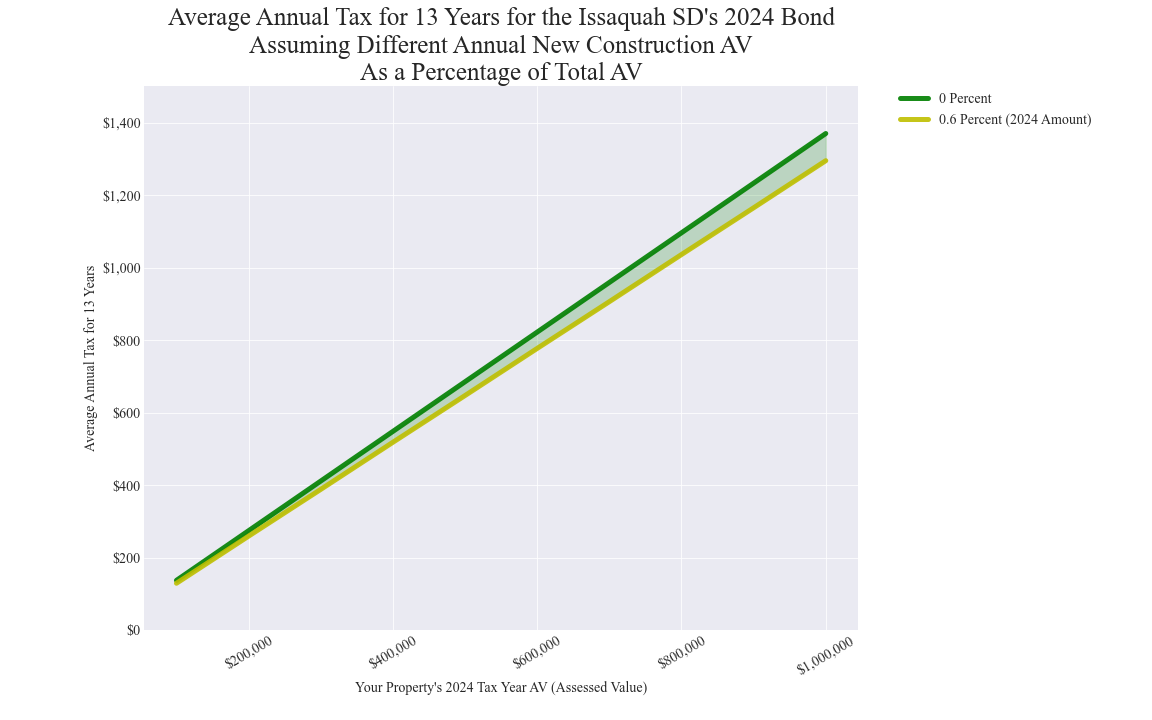 Average Annual Tax for 13 Years for the Issaquah SD's 2024 Bond
Assuming Different Annual New Construction AV
As a Percentage of Total AV
0 Percent
0.6 Percent (2024 Amount)
$1,400
$1,200
$1,000
$800
$600
$400
$200
$0
Average Annual Tax for 13 Years
$200,000
$400,000
$600,000
$800,000
$1,000,000
Your Property's 2024 Tax Year AV (Assessed Value)